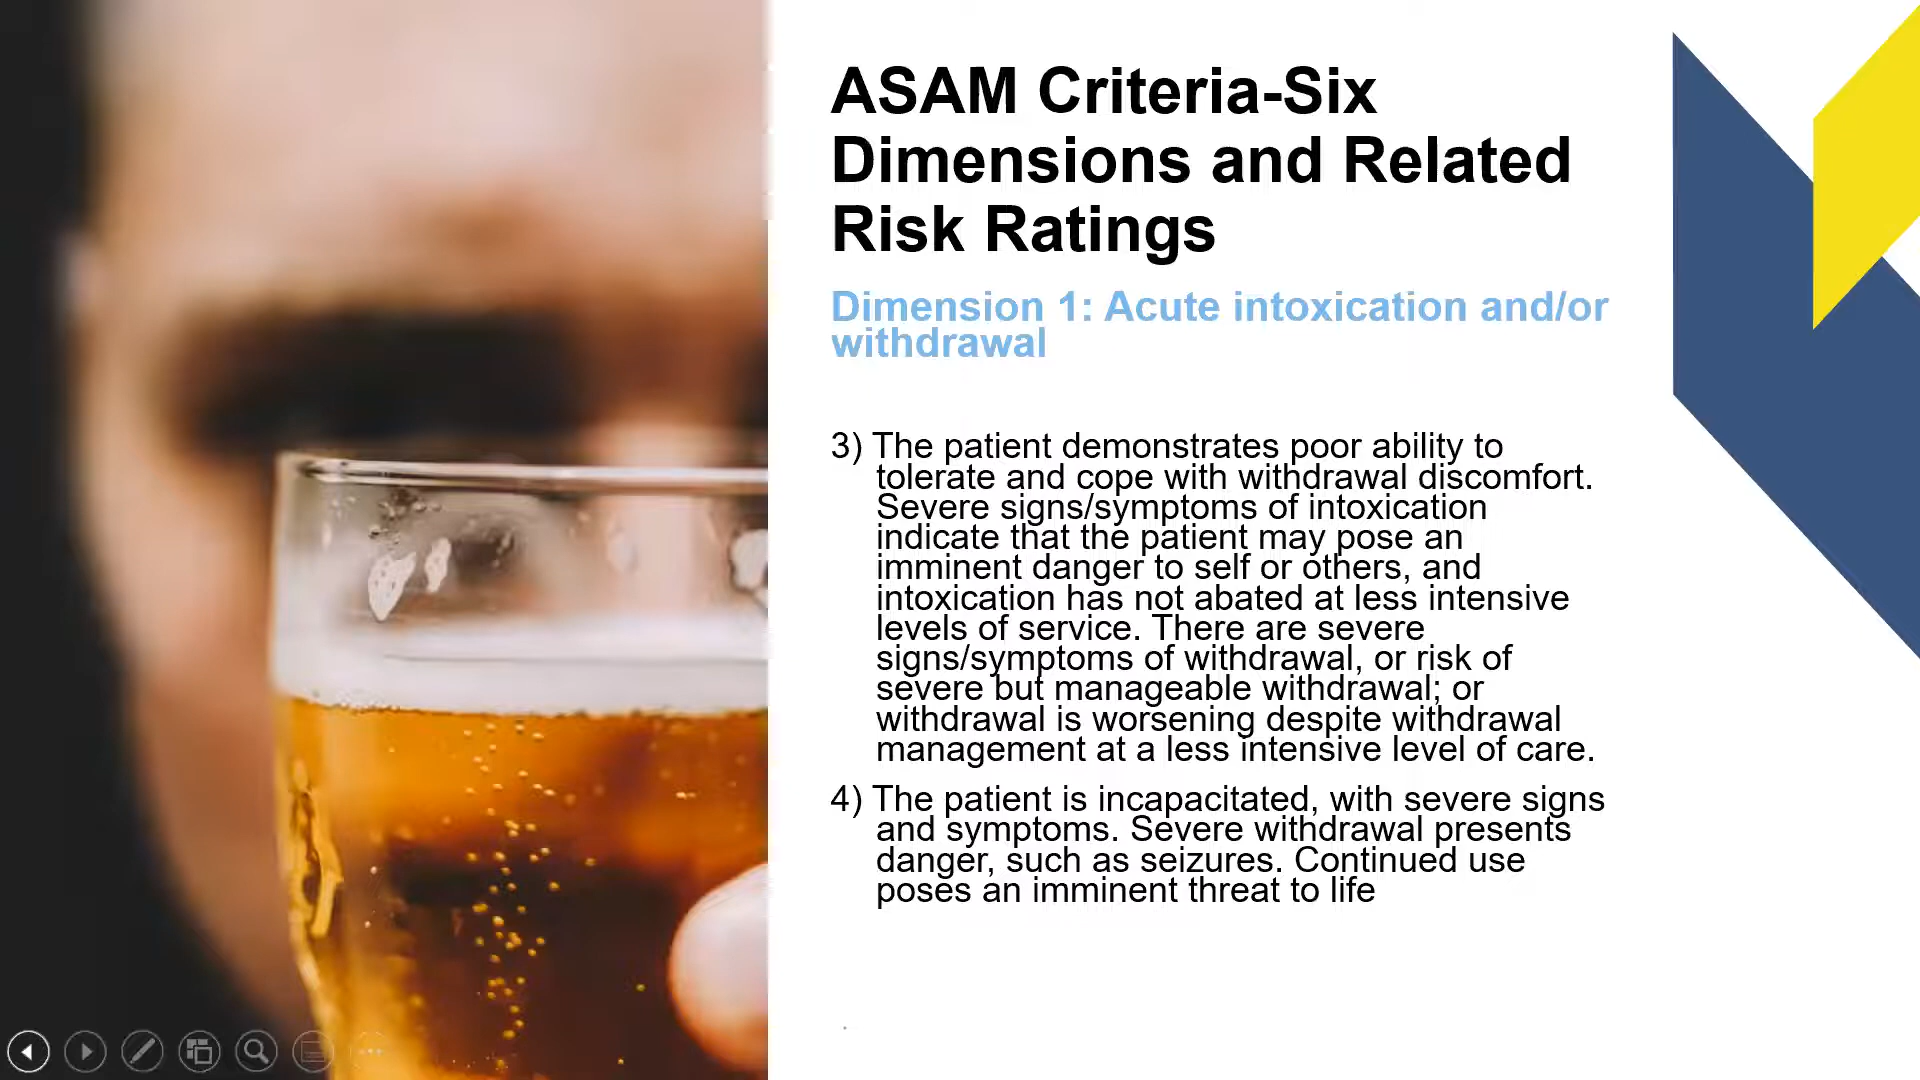 ASAM Criteria-Six
Dimensions and Related
Risk Ratings
Dimension 1: Acute intoxication and/or
withdrawal
3) The patient demonstrates poor ability to
tolerate and cope with withdrawal discomfort.
Severe signs/symptoms of intoxication
indicate that the patient may pose an
imminent danger to self or others, and
intoxication has not abated at less intensive
levels of service. There are severe
signs/symptoms of withdrawal, or risk of
severe but manageable withdrawal; or
withdrawal is worsening despite withdrawal
management at a less intensive level of care.
4) The patient is incapacitated, with severe signs
and symptoms. Severe withdrawal presents
danger, such as seizures. Continued use
poses an imminent threat to life